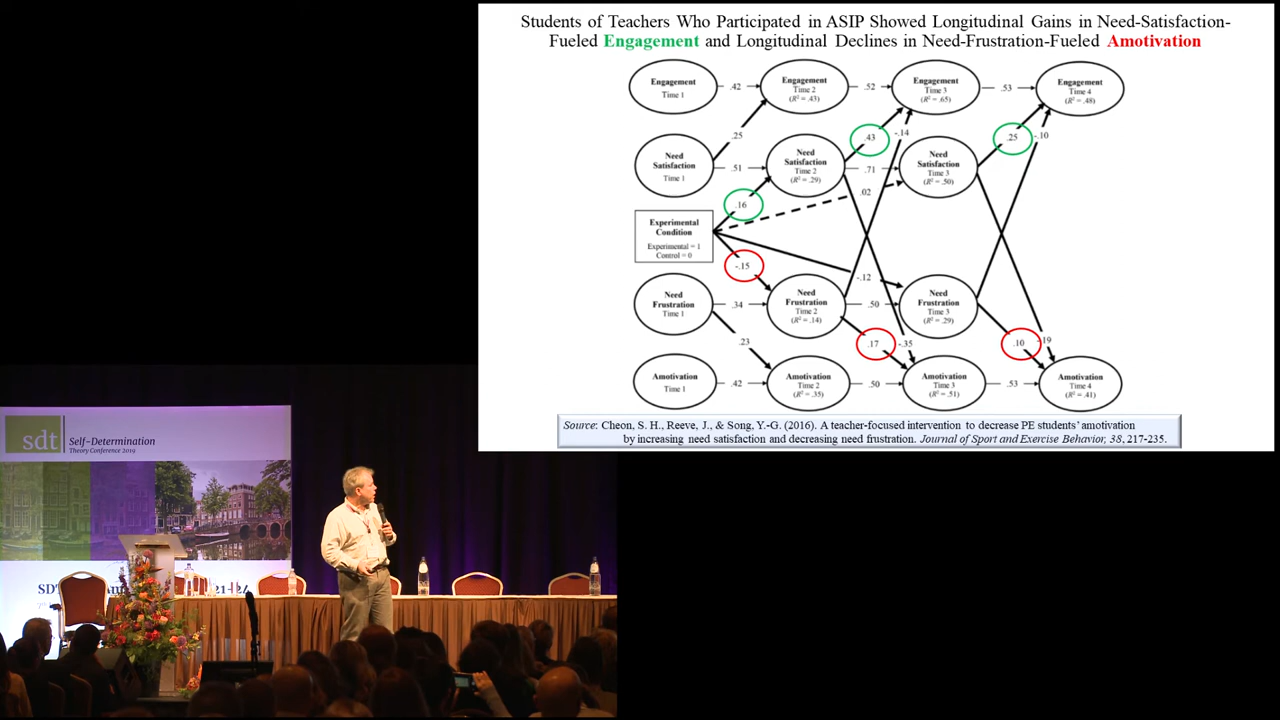 Students of Teachers Who Participated in ASIP Showed Longitudinal Gains in Need-Satisfaction-
Fueled Engagement and Longitudinal Declines in Need-Frustration-Fueled Amotivation
Engagement
Time 1
.42
Engagement
Time 2
(R² = .43)
.52
Engagement
Time 3
(R² = .65)
.53
Engagement
Time 4
(R² = .48)
.25
.43
-.14
.25
-.10
Need
Satisfaction
Time 1
.51
Need
Satisfaction
Time 2
(R² = .29)
.71
Need
Satisfaction
Time 3
(R² = .50)
.16
.02
Experimental
Condition
Experimental = 1
Control = 0
-.15
-.12
Need
Frustration
Time 1
.34
Need
Frustration
Time 2
(R² = .14)
.50
Need
Frustration
Time 3
(R² = .29)
.23
.17
-.35
.10
-.19
Amotivation
Time 1
.42
Amotivation
Time 2
(R² = .35)
.50
Amotivation
Time 3
(R² = .51)
.53
Amotivation
Time 4
(R² = .41)
Source: Cheon, S. H., Reeve, J., & Song, Y.-G. (2016). A teacher-focused intervention to decrease PE students' amotivation
by increasing need satisfaction and decreasing need frustration. Journal of Sport and Exercise Behavior, 38, 217-235.
sdt
Self-Determination
Theory Conference 2019
21-24